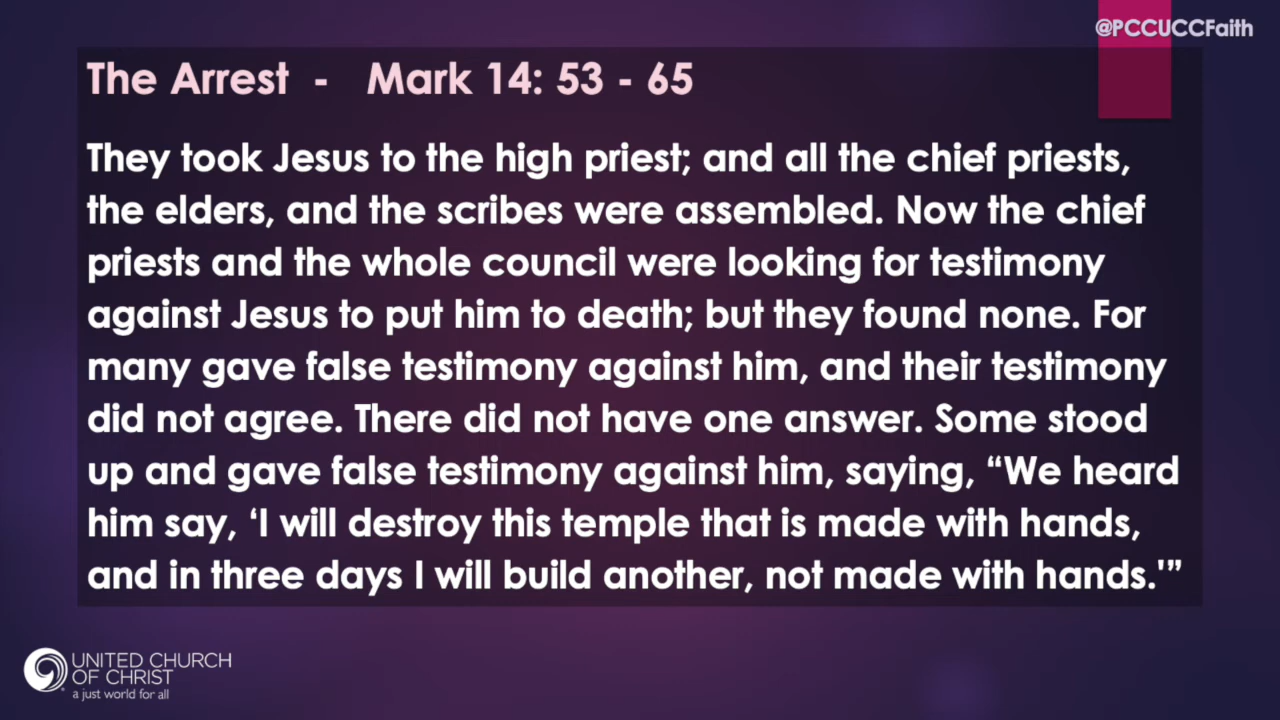 @PCCUCCFaith
The Arrest - Mark 14: 53 - 65
They took Jesus to the high priest; and all the chief priests,
the elders, and the scribes were assembled. Now the chief
priests and the whole council were looking for testimony
against Jesus to put him to death; but they found none. For
many gave false testimony against him, and their testimony
did not agree. There did not have one answer. Some stood
up and gave false testimony against him, saying, “We heard
him say, ‘I will destroy this temple that is made with hands,
and in three days I will build another, not made with hands.'”
UNITED CHURCH
OF CHRIST
a just world for all